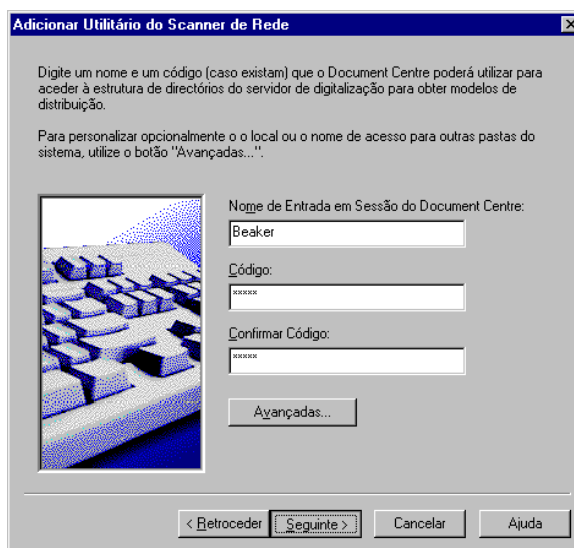 Adicionar Utilitário do Scanner de Rede
Digite um nome e um código (caso existam) que o Document Centre poderá utilizar para
aceder à estrutura de directórios do servidor de digitalização para obter modelos de
distribuição.
Para personalizar opcionalmente o o local ou o nome de acesso para outras pastas do
sistema, utilize o botão "Avançadas...".
Nome de Entrada em Sessão do Document Centre:
Beaker
Código:
*****
Confirmar Código:
*****
Avançadas...
< Retroceder Seguinte > Cancelar Ajuda